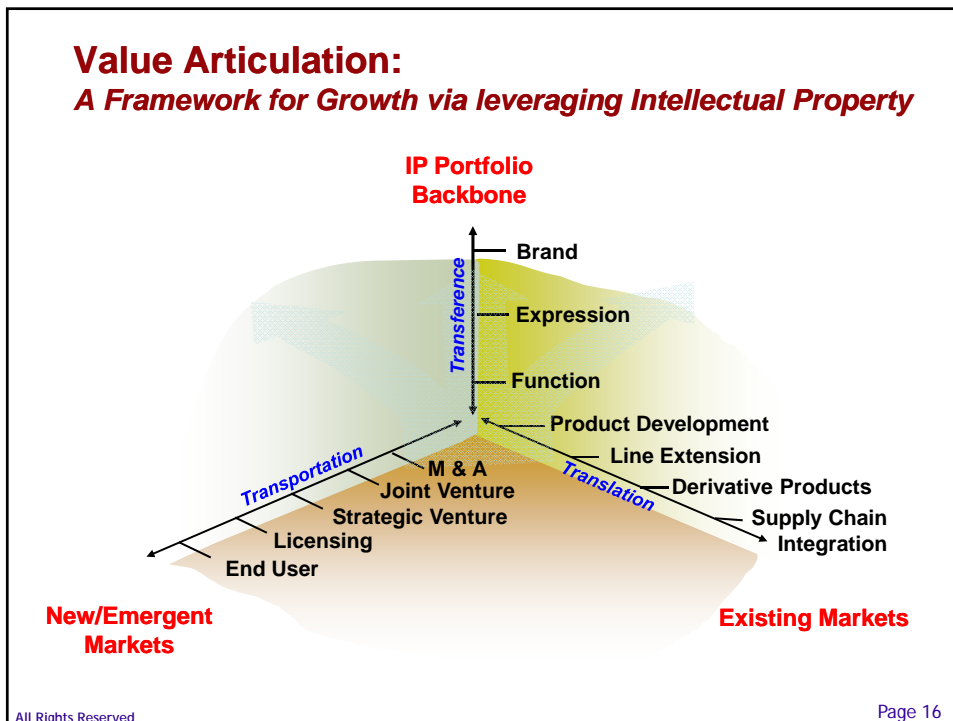 Value Articulation:
A Framework for Growth via leveraging Intellectual Property
IP Portfolio
Backbone
Transference
Brand
Expression
Function
Transportation
M & A
Joint Venture
Strategic Venture
Licensing
End User
Translation
Product Development
Line Extension
Derivative Products
Supply Chain
Integration
New/Emergent
Markets
Existing Markets
All Rights Reserved
Page 16